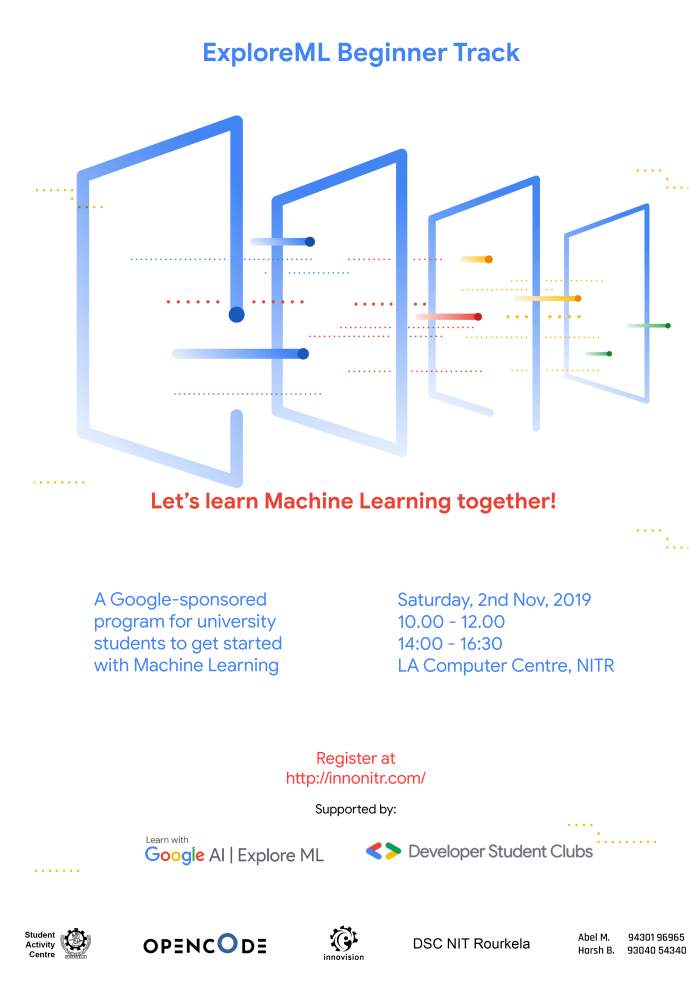 ExploreML Beginner Track
Let's learn Machine Learning together!
A Google-sponsored
program for university
students to get started
with Machine Learning
Saturday, 2nd Nov, 2019
10.00 - 12.00
14:00 - 16:30
LA Computer Centre, NITR
Register at
http://innonitr.com/
Supported by:
Learn with
Google AI | Explore ML
Developer Student Clubs
Student
Activity
Centre
OPENCODE
innovision
DSC NIT Rourkela
Abel M. 94301 96965
Harsh B. 93040 54340